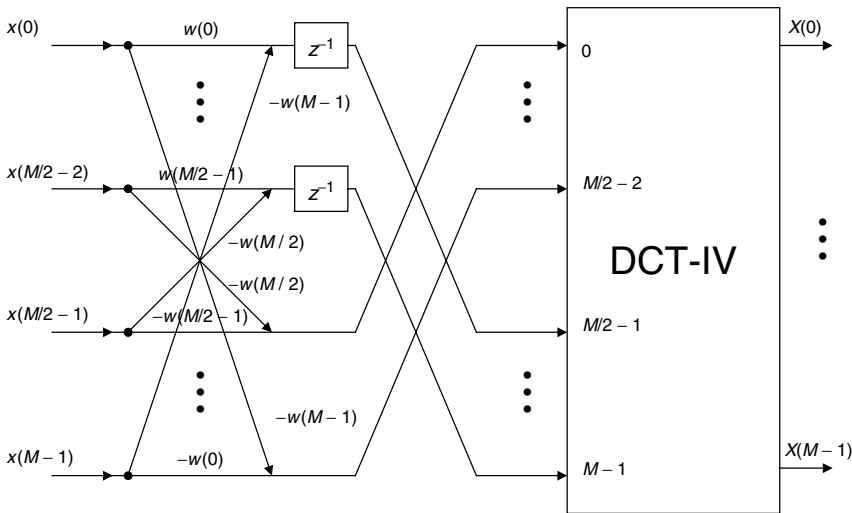 x(0)
w(0)
z⁻¹
0
X(0)
−w(M − 1)
x(M/2 − 2)
w(M/2 − 1)
z⁻¹
M/2 − 2
−w(M / 2)
DCT-IV
−w(M / 2)
x(M/2 − 1)
−w(M/2 − 1)
M/2 − 1
−w(M − 1)
x(M − 1)
−w(0)
M − 1
X(M − 1)